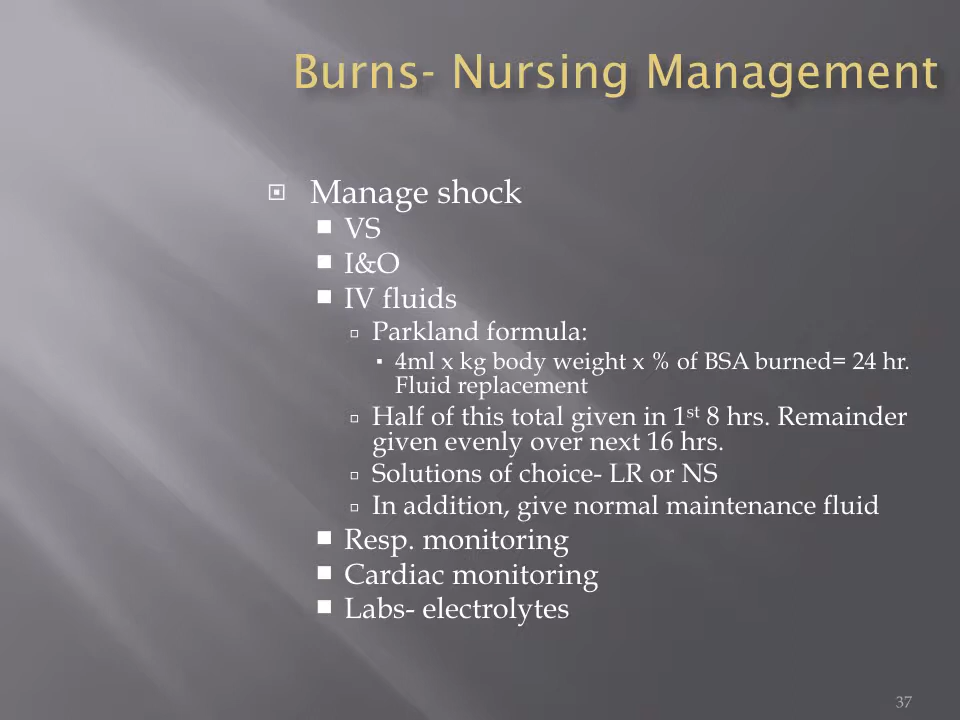 Burns- Nursing Management
Manage shock
VS
I&O
IV fluids
Parkland formula:
4ml x kg body weight x % of BSA burned= 24 hr.
Fluid replacement
Half of this total given in 1st 8 hrs. Remainder
given evenly over next 16 hrs.
Solutions of choice- LR or NS
In addition, give normal maintenance fluid
Resp. monitoring
Cardiac monitoring
Labs- electrolytes
37